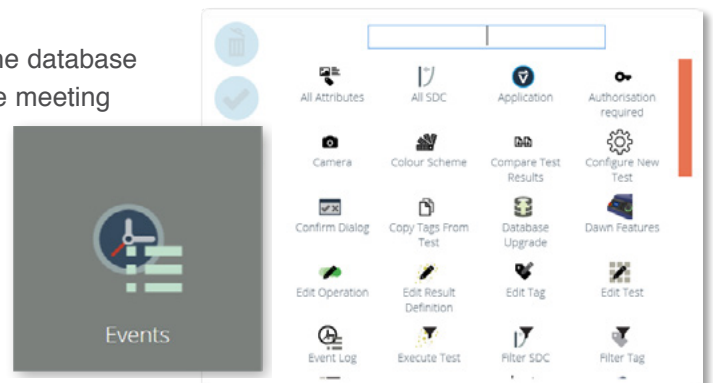 ne database
e meeting
Events
All Attributes
All SDC
Application
Authorisation
required
Camera
Colour Scheme
Compare Test
Results
Configure New
Test
Confirm Dialog
Copy Tags From
Test
Database
Upgrade
Dawn Features
Edit Operation
Edit Result
Definition
Edit Tag
Edit Test
Event Log
Execute Test
Filter SDC
Filter Tag